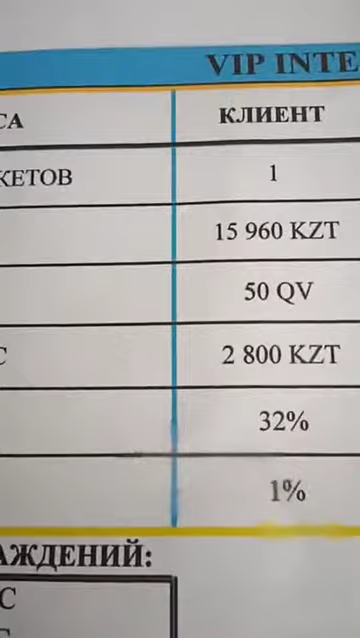 VIP INTE
СА КЛИЕНТ
КЕТОВ 1
15 960 KZT
50 QV
С 2 800 KZT
32%
1%
АЖДЕНИЙ:
С